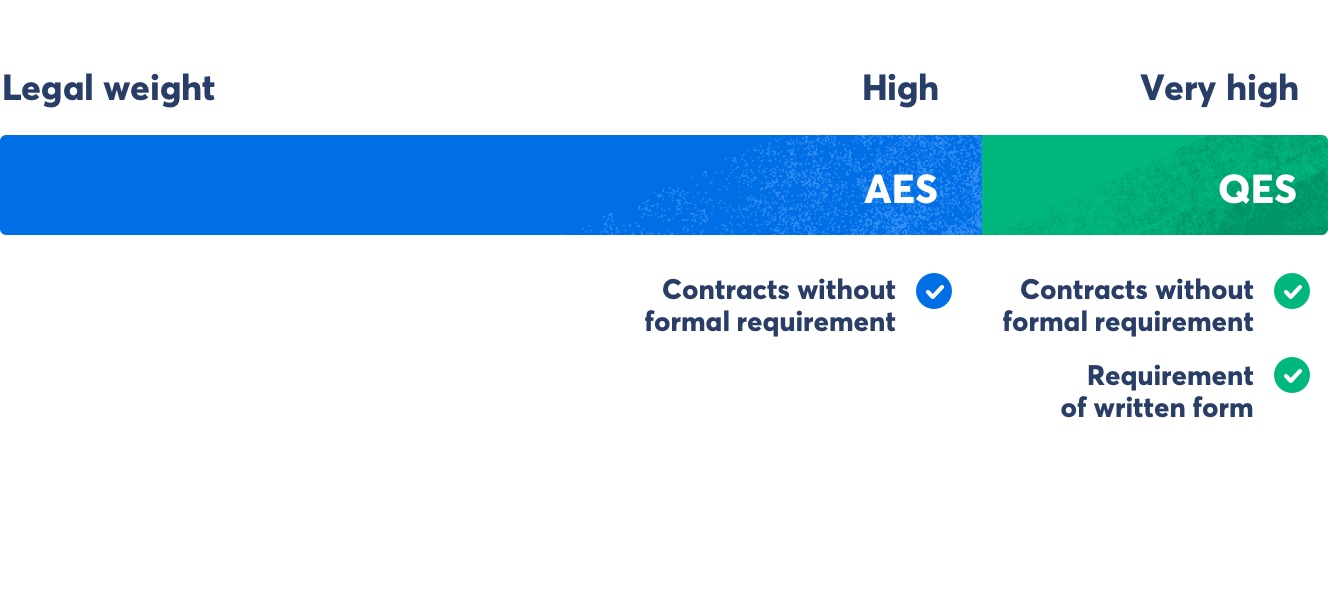 Legal weight
High
Very high
AES
QES
Contracts without
formal requirement
Contracts without
formal requirement
Requirement
of written form